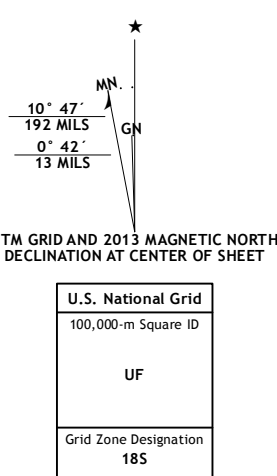 ★
MN
10° 47´
192 MILS
GN
0° 42´
13 MILS
TM GRID AND 2013 MAGNETIC NORTH
DECLINATION AT CENTER OF SHEET
U.S. National Grid
100,000-m Square ID
UF
Grid Zone Designation
18S